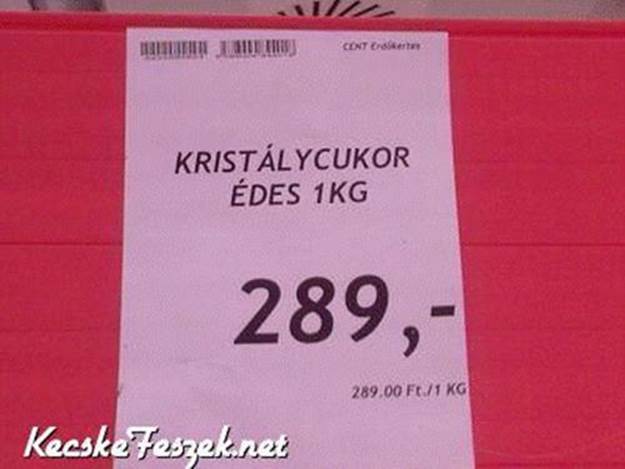 CENT Erdőkertes
KRISTÁLYCUKOR
ÉDES 1KG
289,-
289.00 Ft./1 KG
KecskeFeszek.net